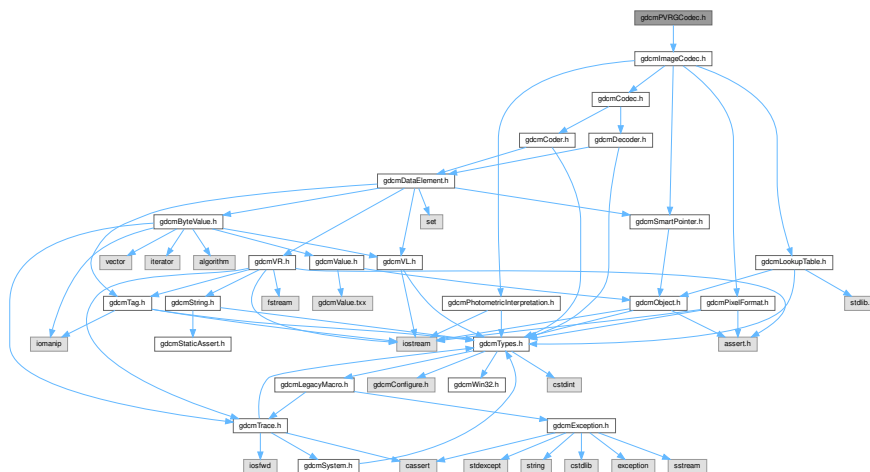 gdcmPVRGCodec.h
gdcmImageCodec.h
gdcmCodec.h
gdcmCoder.h
gdcmDecoder.h
gdcmDataElement.h
gdcmByteValue.h
set
gdcmSmartPointer.h
vector
iterator
algorithm
gdcmVR.h
gdcmValue.h
gdcmVL.h
gdcmLookupTable.h
gdcmTag.h
gdcmString.h
fstream
gdcmValue.txx
gdcmPhotometricInterpretation.h
gdcmObject.h
gdcmPixelFormat.h
stdlib.h
iomanip
gdcmStaticAssert.h
iostream
gdcmTypes.h
assert.h
gdcmLegacyMacro.h
gdcmConfigure.h
gdcmWin32.h
cstdint
gdcmTrace.h
gdcmException.h
iosfwd
gdcmSystem.h
cassert
stdexcept
string
cstdlib
exception
sstream